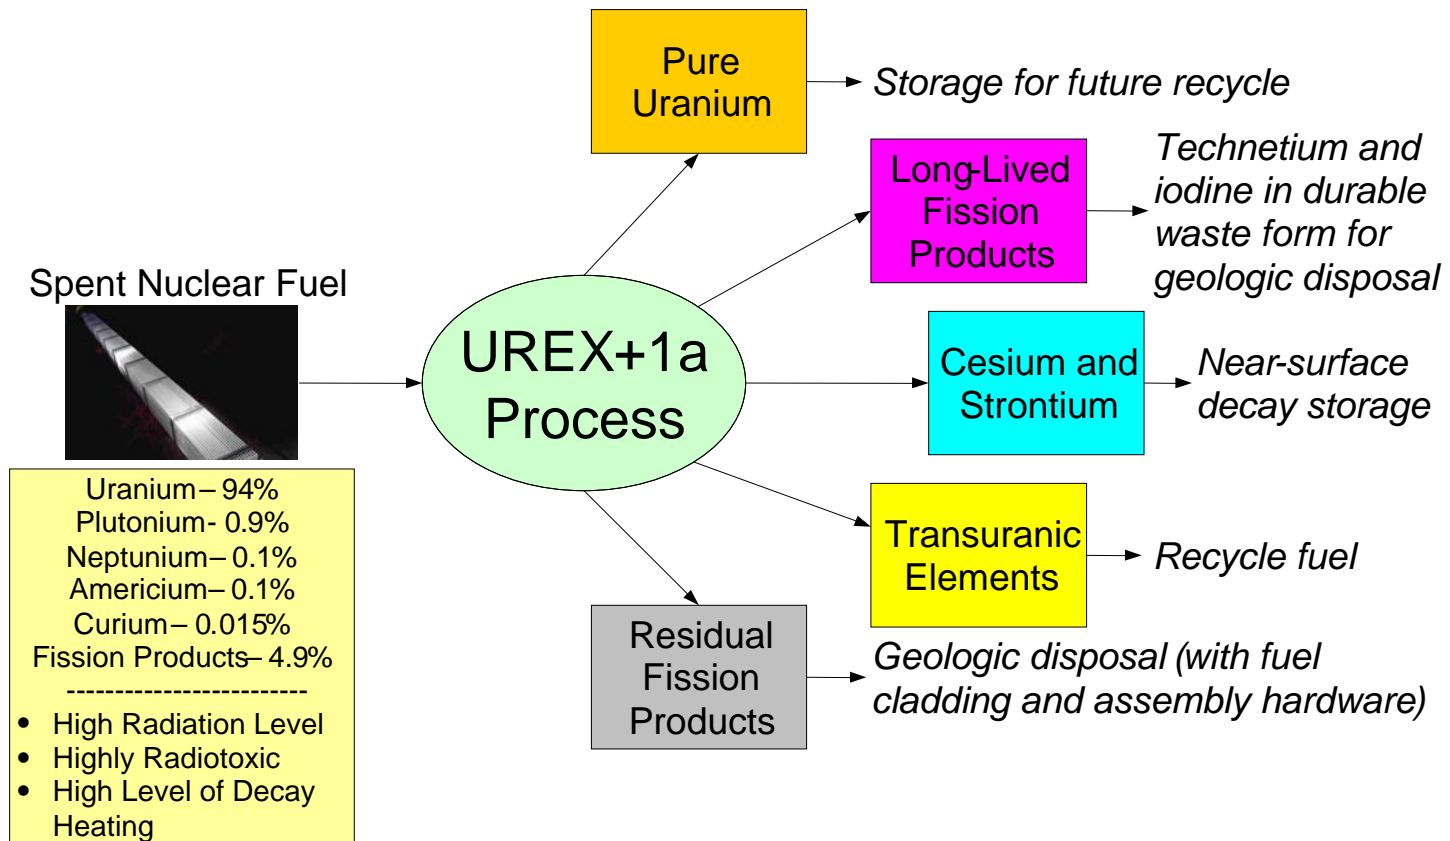 Spent Nuclear Fuel
Uranium– 94%
Plutonium- 0.9%
Neptunium– 0.1%
Americium– 0.1%
Curium– 0.015%
Fission Products– 4.9%
-------------------------
• High Radiation Level
• Highly Radiotoxic
• High Level of Decay
Heating
UREX+1a
Process
Pure
Uranium
Storage for future recycle
Long-Lived
Fission
Products
Technetium and
iodine in durable
waste form for
geologic disposal
Cesium and
Strontium
Near-surface
decay storage
Transuranic
Elements
Recycle fuel
Residual
Fission
Products
Geologic disposal (with fuel
cladding and assembly hardware)